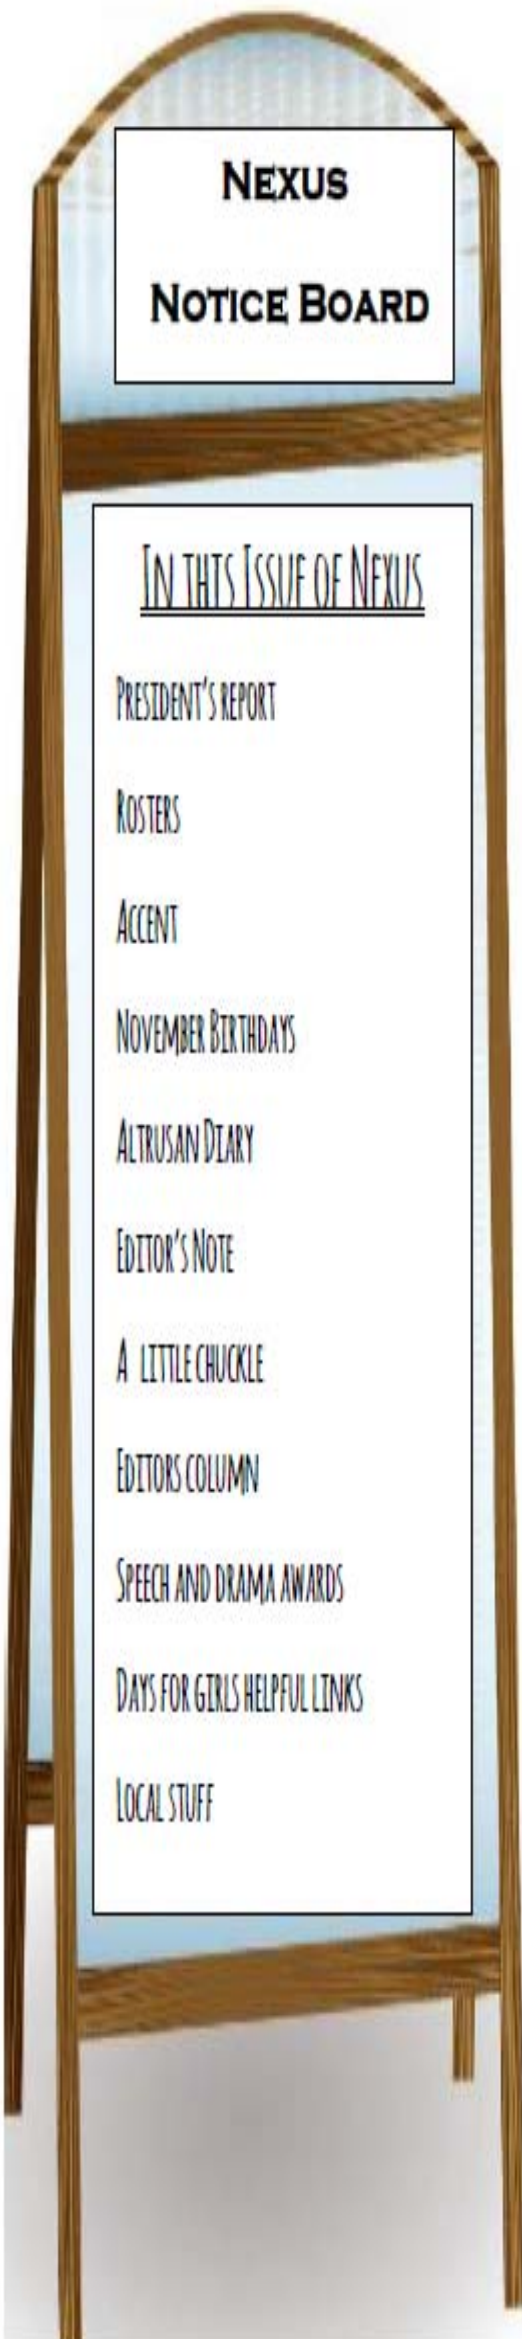 NEXUS
NOTICE BOARD
IN THIS ISSUE OF NEXUS
PRESIDENT'S REPORT
ROSTERS
ACCENT
NOVEMBER BIRTHDAYS
ALTRUSAN DIARY
EDITOR'S NOTE
A LITTLE CHUCKLE
EDITORS COLUMN
SPEECH AND DRAMA AWARDS
DAYS FOR GIRLS HELPFUL LINKS
LOCAL STUFF